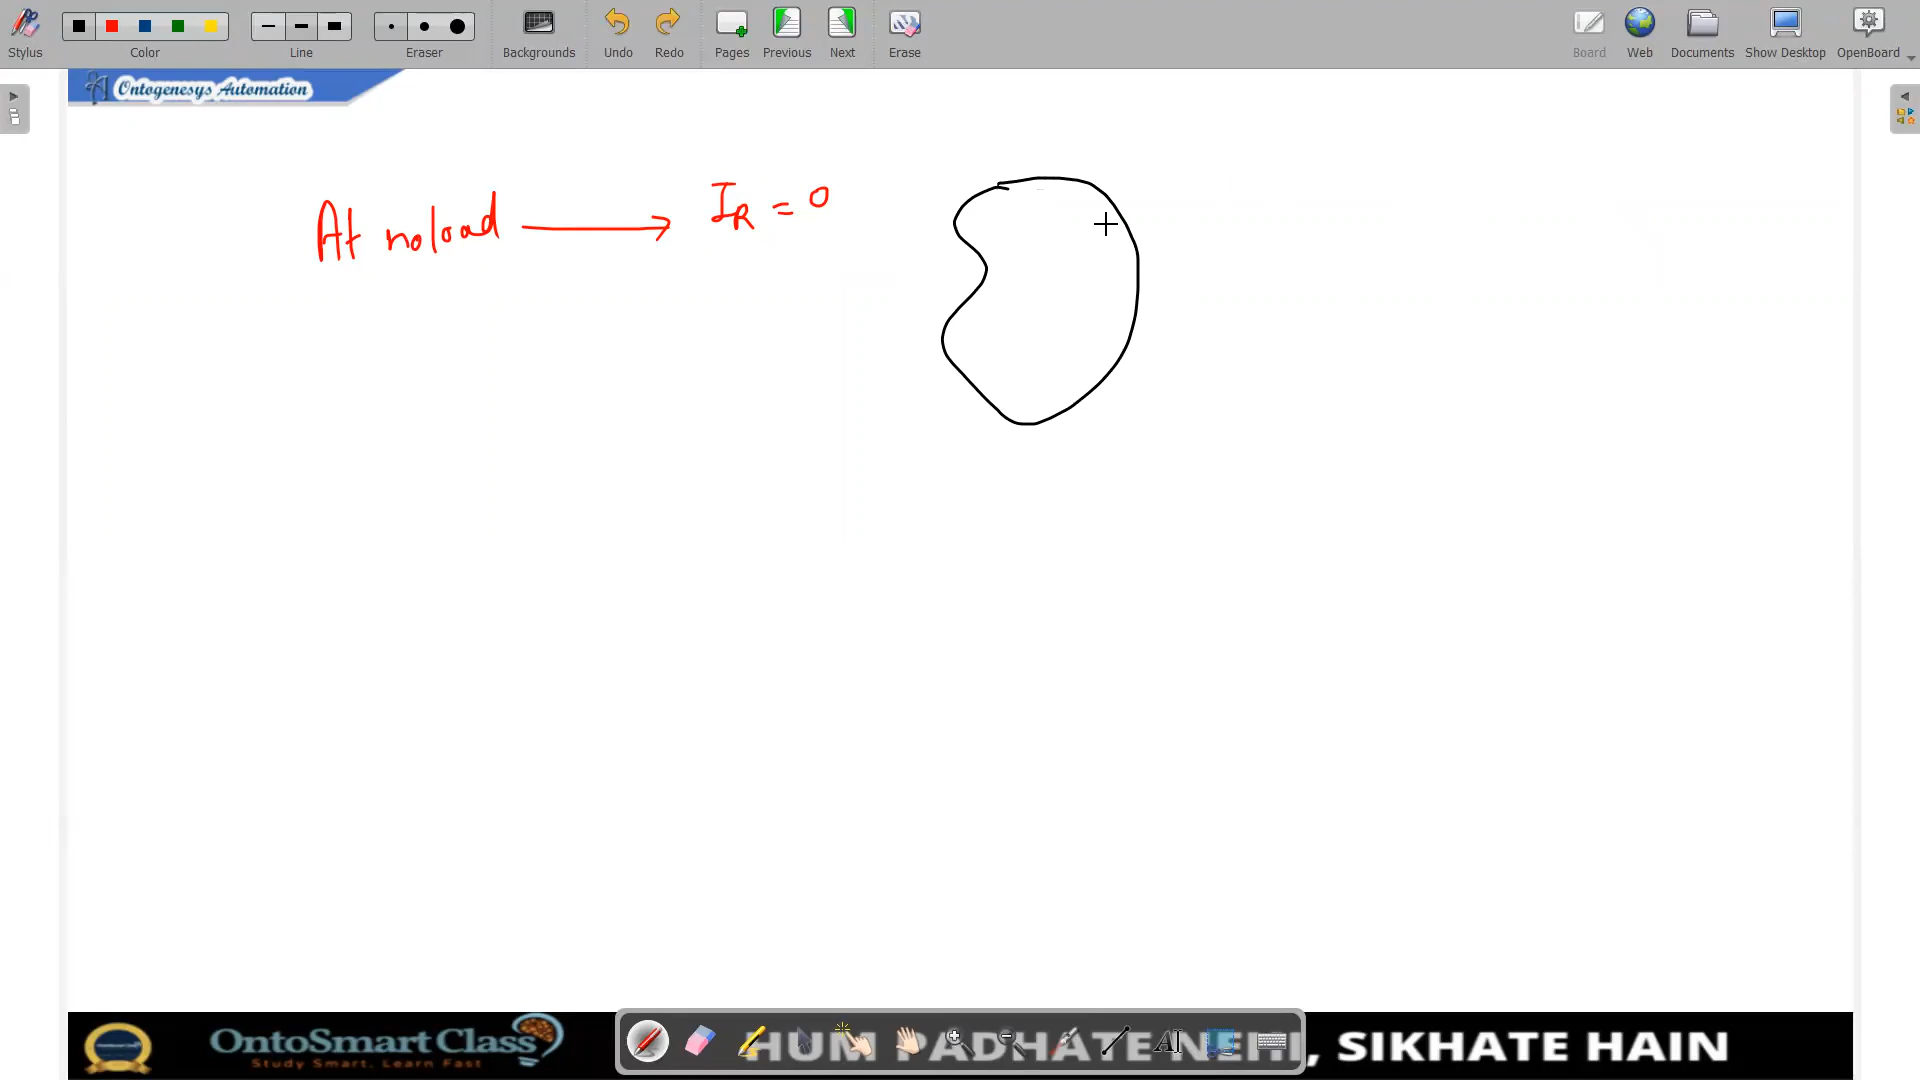 Stylus Color Line Eraser Backgrounds Undo Redo Pages Previous Next Erase Board Web Documents Show Desktop OpenBoard
Ontogenesys Automation
At noload → I_R = 0
OntoSmart Class
Study Smart, Learn Fast
HUM PADHATE NEHI, SIKHATE HAIN